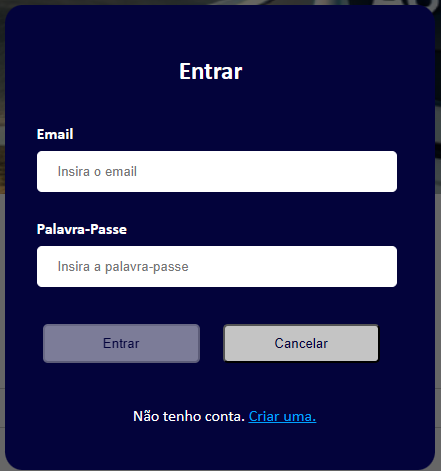 Entrar
Email
Insira o email
Palavra-Passe
Insira a palavra-passe
Entrar Cancelar
Não tenho conta. Criar uma.